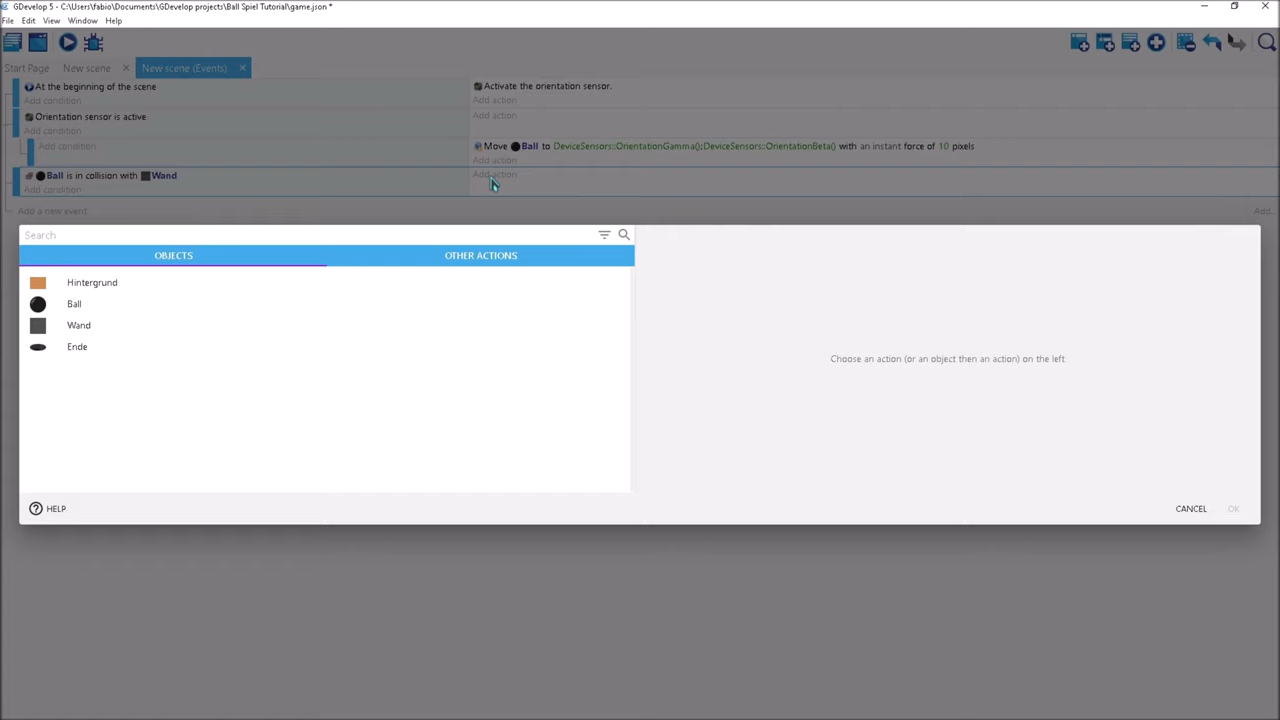 GDevelop 5 - C:\Users\fabio\Documents\GDevelop projects\Ball Spiel Tutorial\game.json *
File Edit View Window Help
Start Page New scene × New scene (Events) ×
At the beginning of the scene Activate the orientation sensor.
Add condition Add action
Orientation sensor is active Add action
Add condition
Add condition Move Ball to DeviceSensors::OrientationGamma();DeviceSensors::OrientationBeta() with an instant force of 10 pixels
Add action
Ball is in collision with Wand Add action
Add condition
Add a new event Add...
Search
OBJECTS OTHER ACTIONS
Hintergrund
Ball
Wand
Ende
Choose an action (or an object then an action) on the left
? HELP CANCEL OK